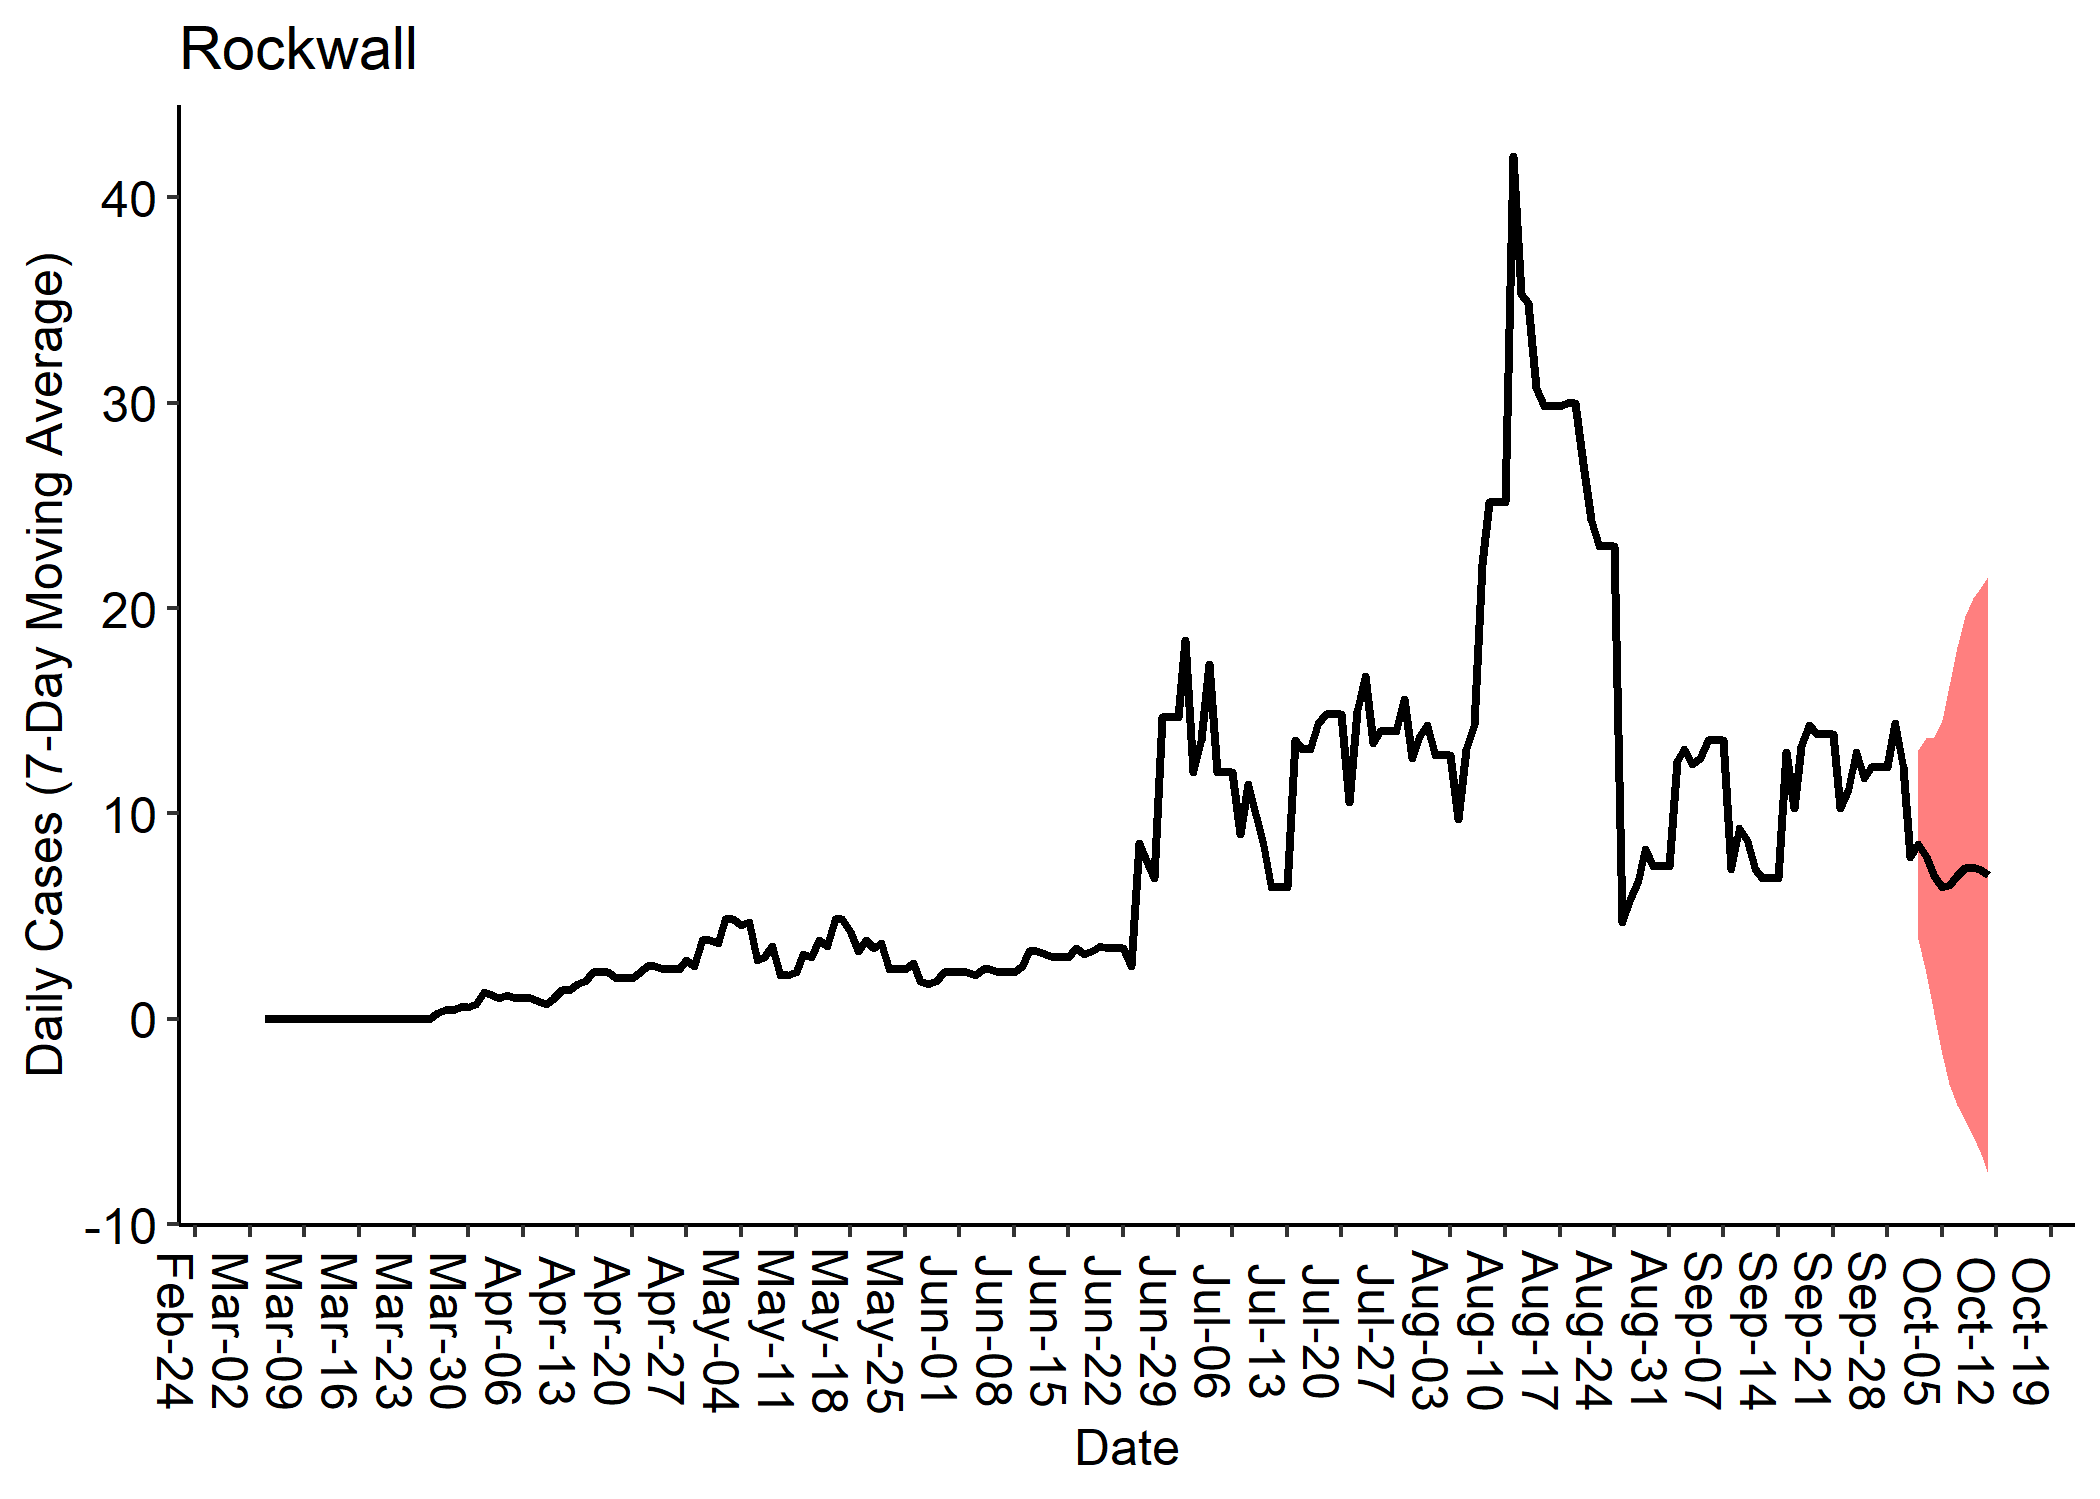 Rockwall
Daily Cases (7-Day Moving Average)
40
30
20
10
0
-10
Feb-24
Mar-02
Mar-09
Mar-16
Mar-23
Mar-30
Apr-06
Apr-13
Apr-20
Apr-27
May-04
May-11
May-18
May-25
Jun-01
Jun-08
Jun-15
Jun-22
Jun-29
Jul-06
Jul-13
Jul-20
Jul-27
Aug-03
Aug-10
Aug-17
Aug-24
Aug-31
Sep-07
Sep-14
Sep-21
Sep-28
Oct-05
Oct-12
Oct-19
Date